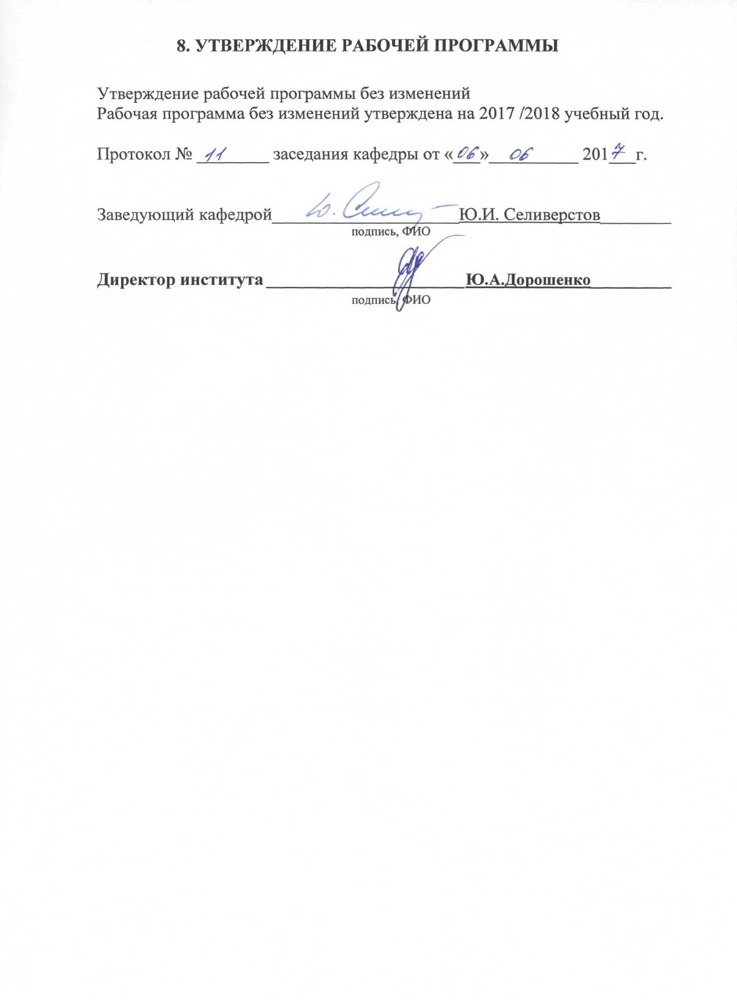 8. УТВЕРЖДЕНИЕ РАБОЧЕЙ ПРОГРАММЫ
Утверждение рабочей программы без изменений
Рабочая программа без изменений утверждена на 2017 /2018 учебный год.
Протокол № 11 заседания кафедры от «06» 06 2017 г.
Заведующий кафедрой Ю.И. Селиверстов
подпись, ФИО
Директор института Ю.А.Дорошенко
подпись, ФИО